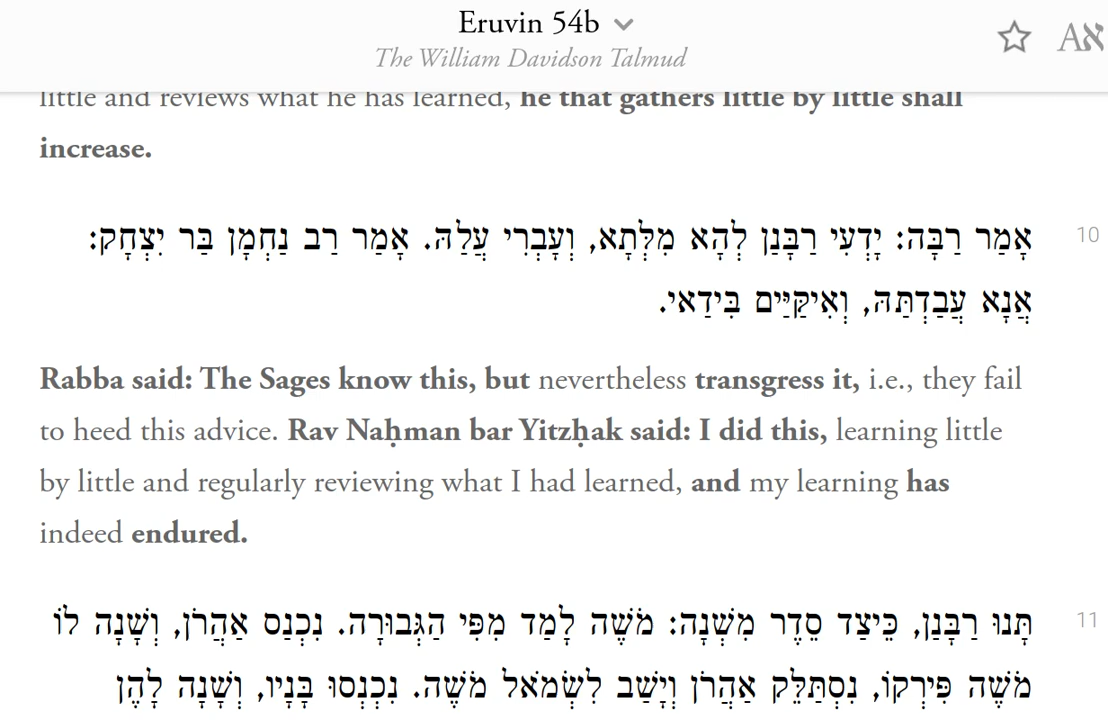 Eruvin 54b
The William Davidson Talmud
Aא
little and reviews what he has learned, he that gathers little by little shall
increase.
אָמַר רַבָּה: יָדְעִי רַבָּנַן לְהָא מִלְּתָא, וְעָבְרִי עֲלַהּ. אָמַר רַב נַחְמָן בַּר יִצְחָק:
10
אֲנָא עֲבַדְתַּהּ, וְאִיקַּיַּים בִּידַאי.
Rabba said: The Sages know this, but nevertheless transgress it, i.e., they fail
to heed this advice. Rav Naḥman bar Yitzḥak said: I did this, learning little
by little and regularly reviewing what I had learned, and my learning has
indeed endured.
תָּנוּ רַבָּנַן, כֵּיצַד סֵדֶר מִשְׁנָה: מֹשֶׁה לָמַד מִפִּי הַגְּבוּרָה. נִכְנַס אַהֲרֹן, וְשָׁנָה לוֹ
11
מֹשֶׁה פִּירְקוֹ, נִסְתַּלֵּק אַהֲרֹן וְיָשַׁב לִשְׂמֹאל מֹשֶׁה. נִכְנְסוּ בָּנָיו, וְשָׁנָה לָהֶן